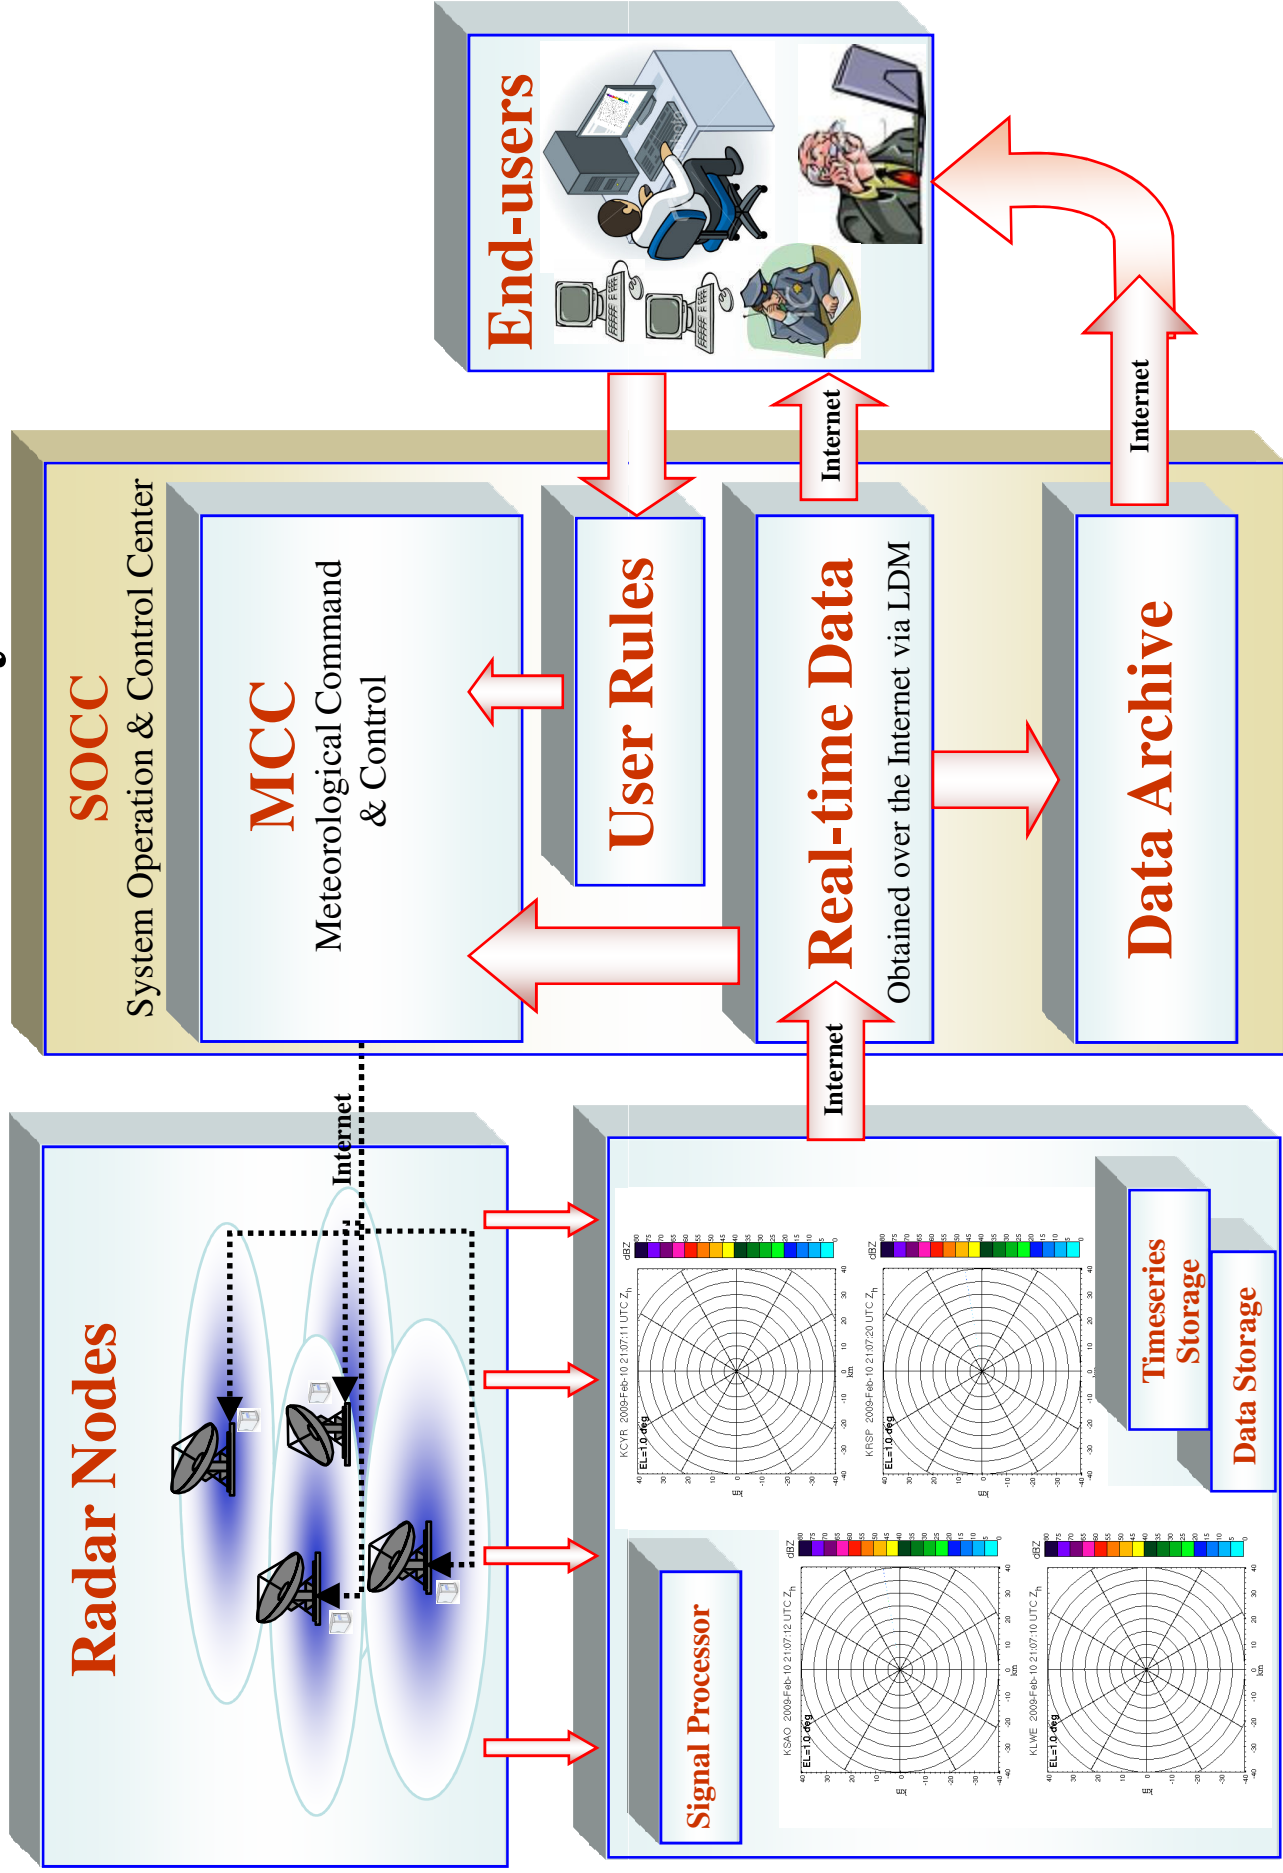 Radar Nodes
Internet
Signal Processor
KCYR 2009-Feb-10 21:07:11 UTC Zh
dBZ
EL=1.0 deg
KRSP 2009-Feb-10 21:07:20 UTC Zh
dBZ
EL=1.0 deg
KSAO 2009-Feb-10 21:07:12 UTC Zh
dBZ
EL=1.0 deg
KLWE 2009-Feb-10 21:07:10 UTC Zh
dBZ
EL=1.0 deg
Timeseries
Storage
Data Storage
Internet
SOCC
System Operation & Control Center
MCC
Meteorological Command
& Control
User Rules
Real-time Data
Obtained over the Internet via LDM
Data Archive
Internet
Internet
End-users